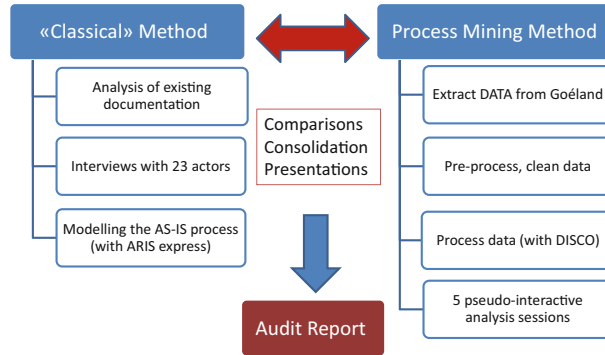 «Classical» Method
Process Mining Method
Analysis of existing
documentation
Interviews with 23 actors
Modelling the AS-IS process
(with ARIS express)
Comparisons
Consolidation
Presentations
Extract DATA from Goéland
Pre-process, clean data
Process data (with DISCO)
5 pseudo-interactive
analysis sessions
Audit Report